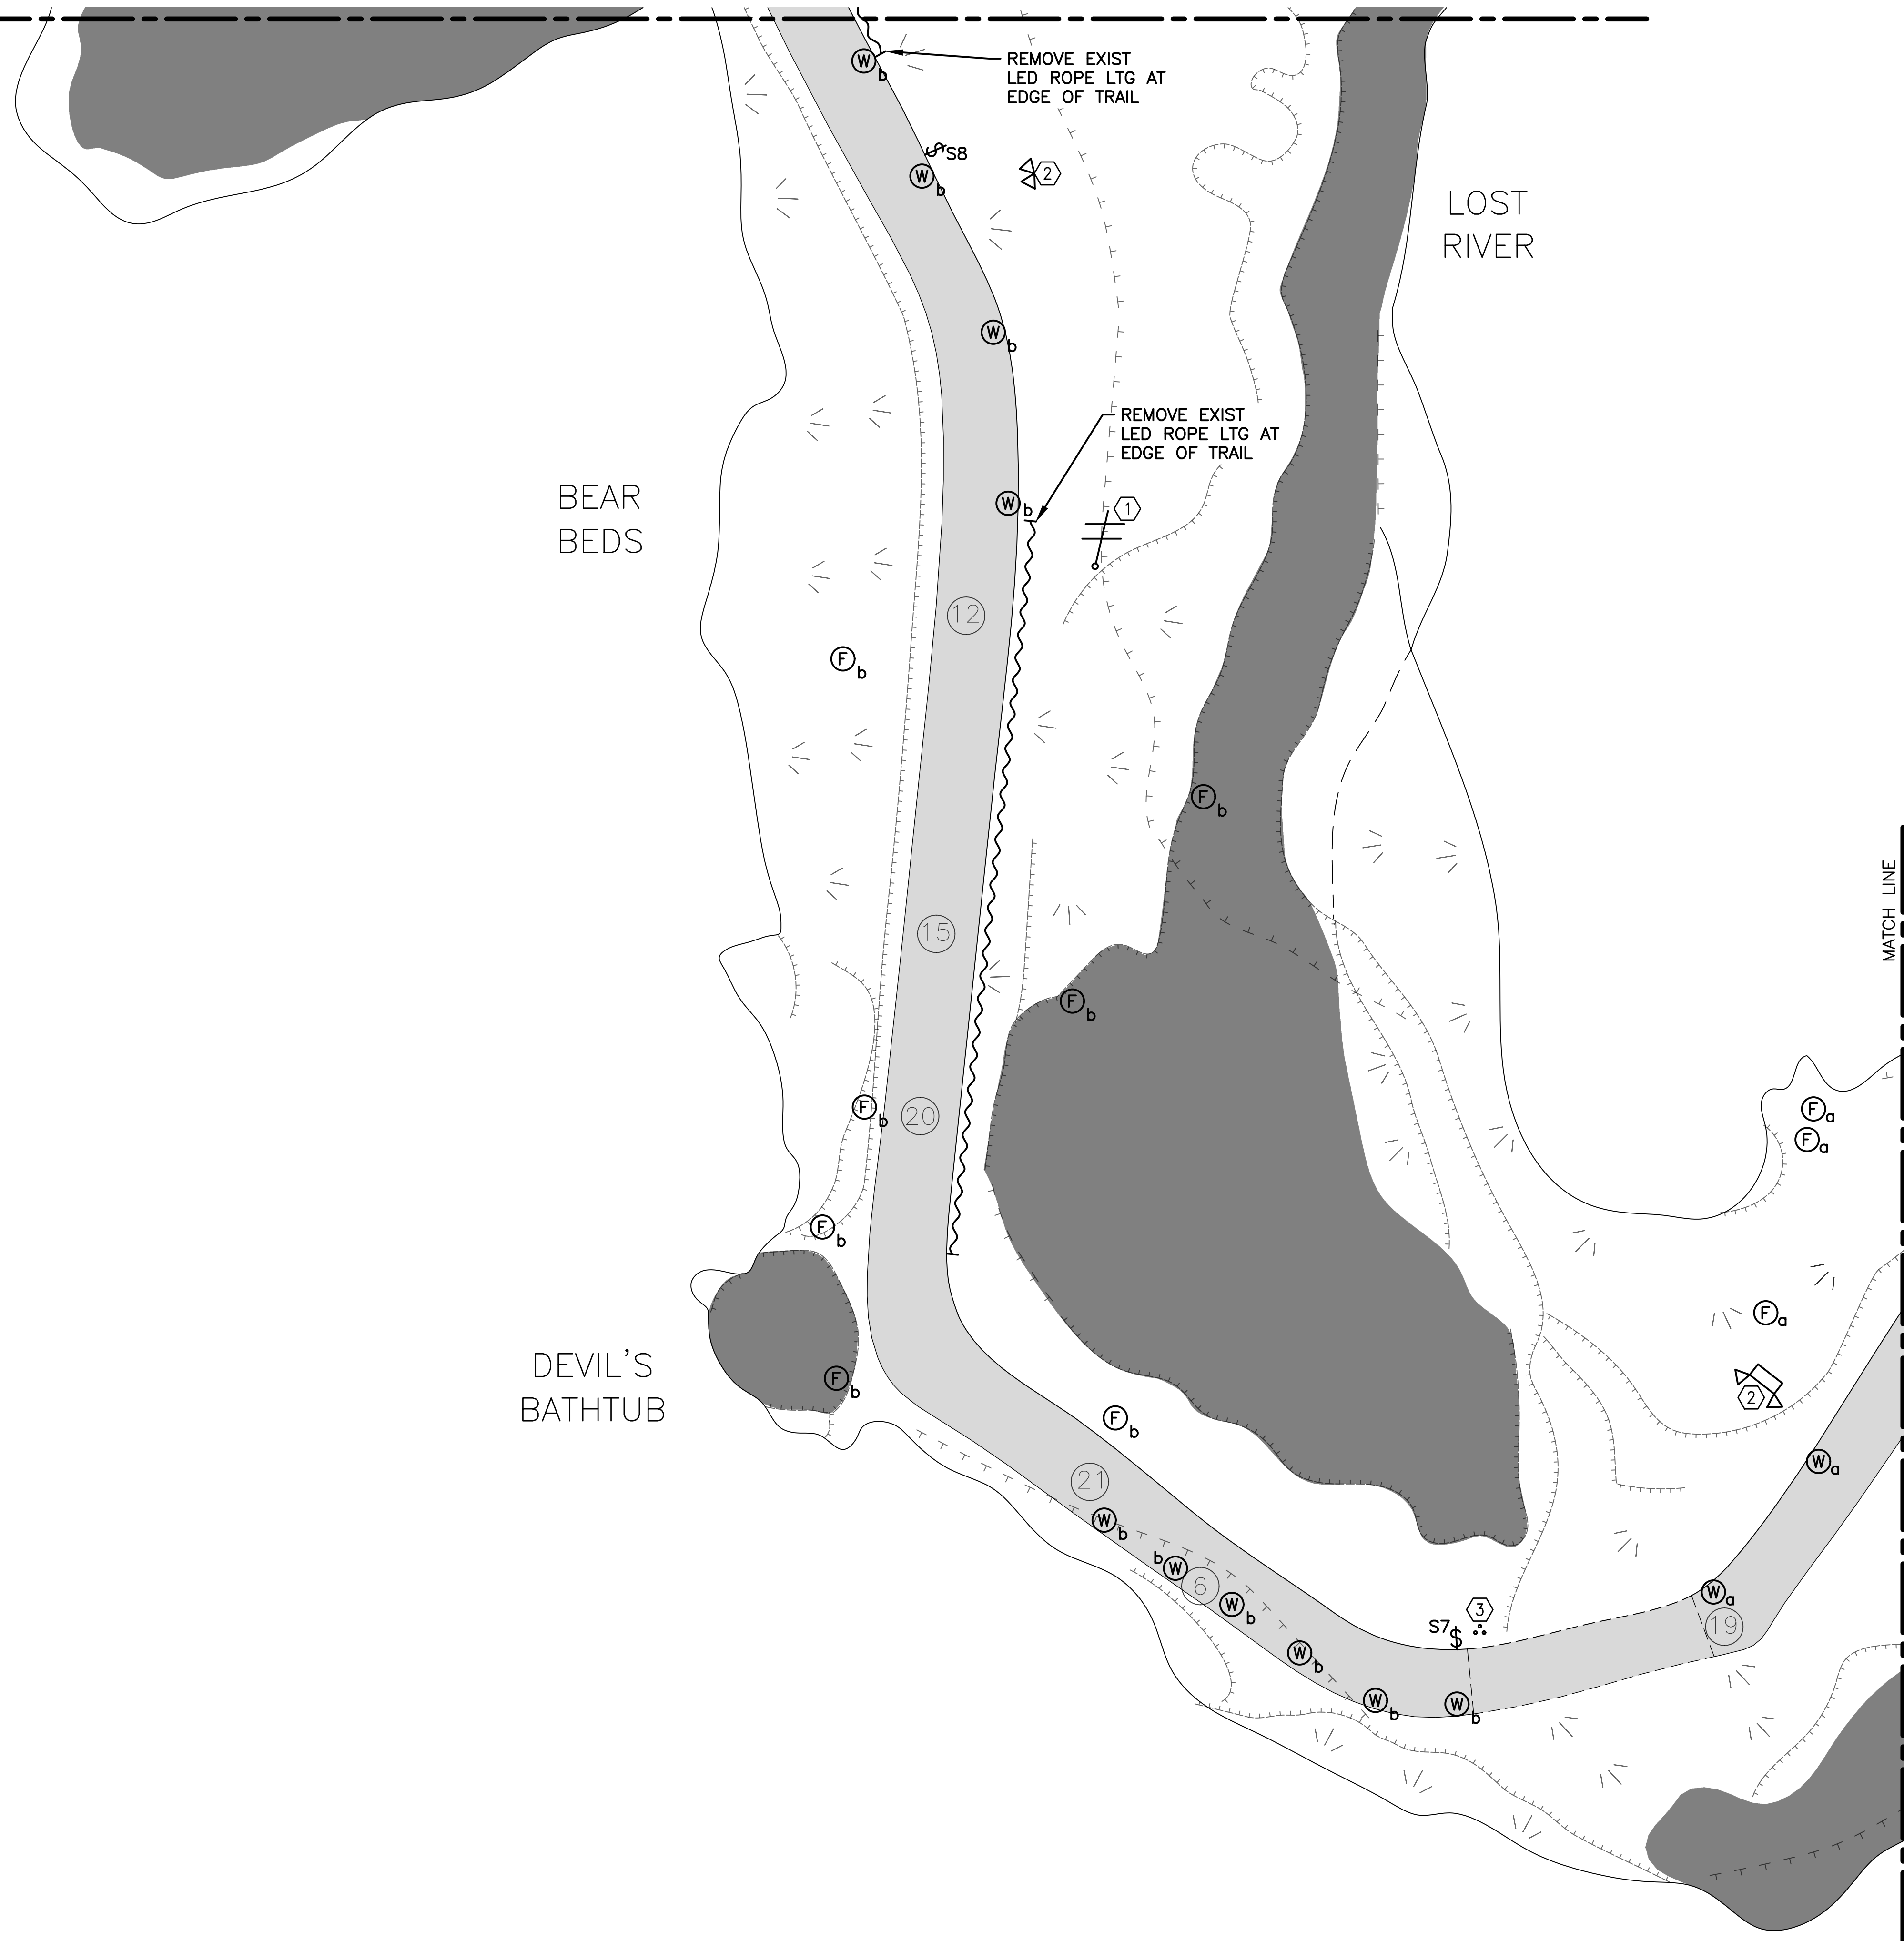 REMOVE EXIST
LED ROPE LTG AT
EDGE OF TRAIL
W b
S8
W b
2
LOST
RIVER
W b
REMOVE EXIST
LED ROPE LTG AT
EDGE OF TRAIL
BEAR
BEDS
W b
1
12
F b
F b
MATCH LINE
15
F b
F b
20
F a
F a
F b
F a
DEVIL'S
BATHTUB
F b
2
F b
W a
21
W b
b W
6
W b
W a
3
S7 $
19
W b
W b
W b